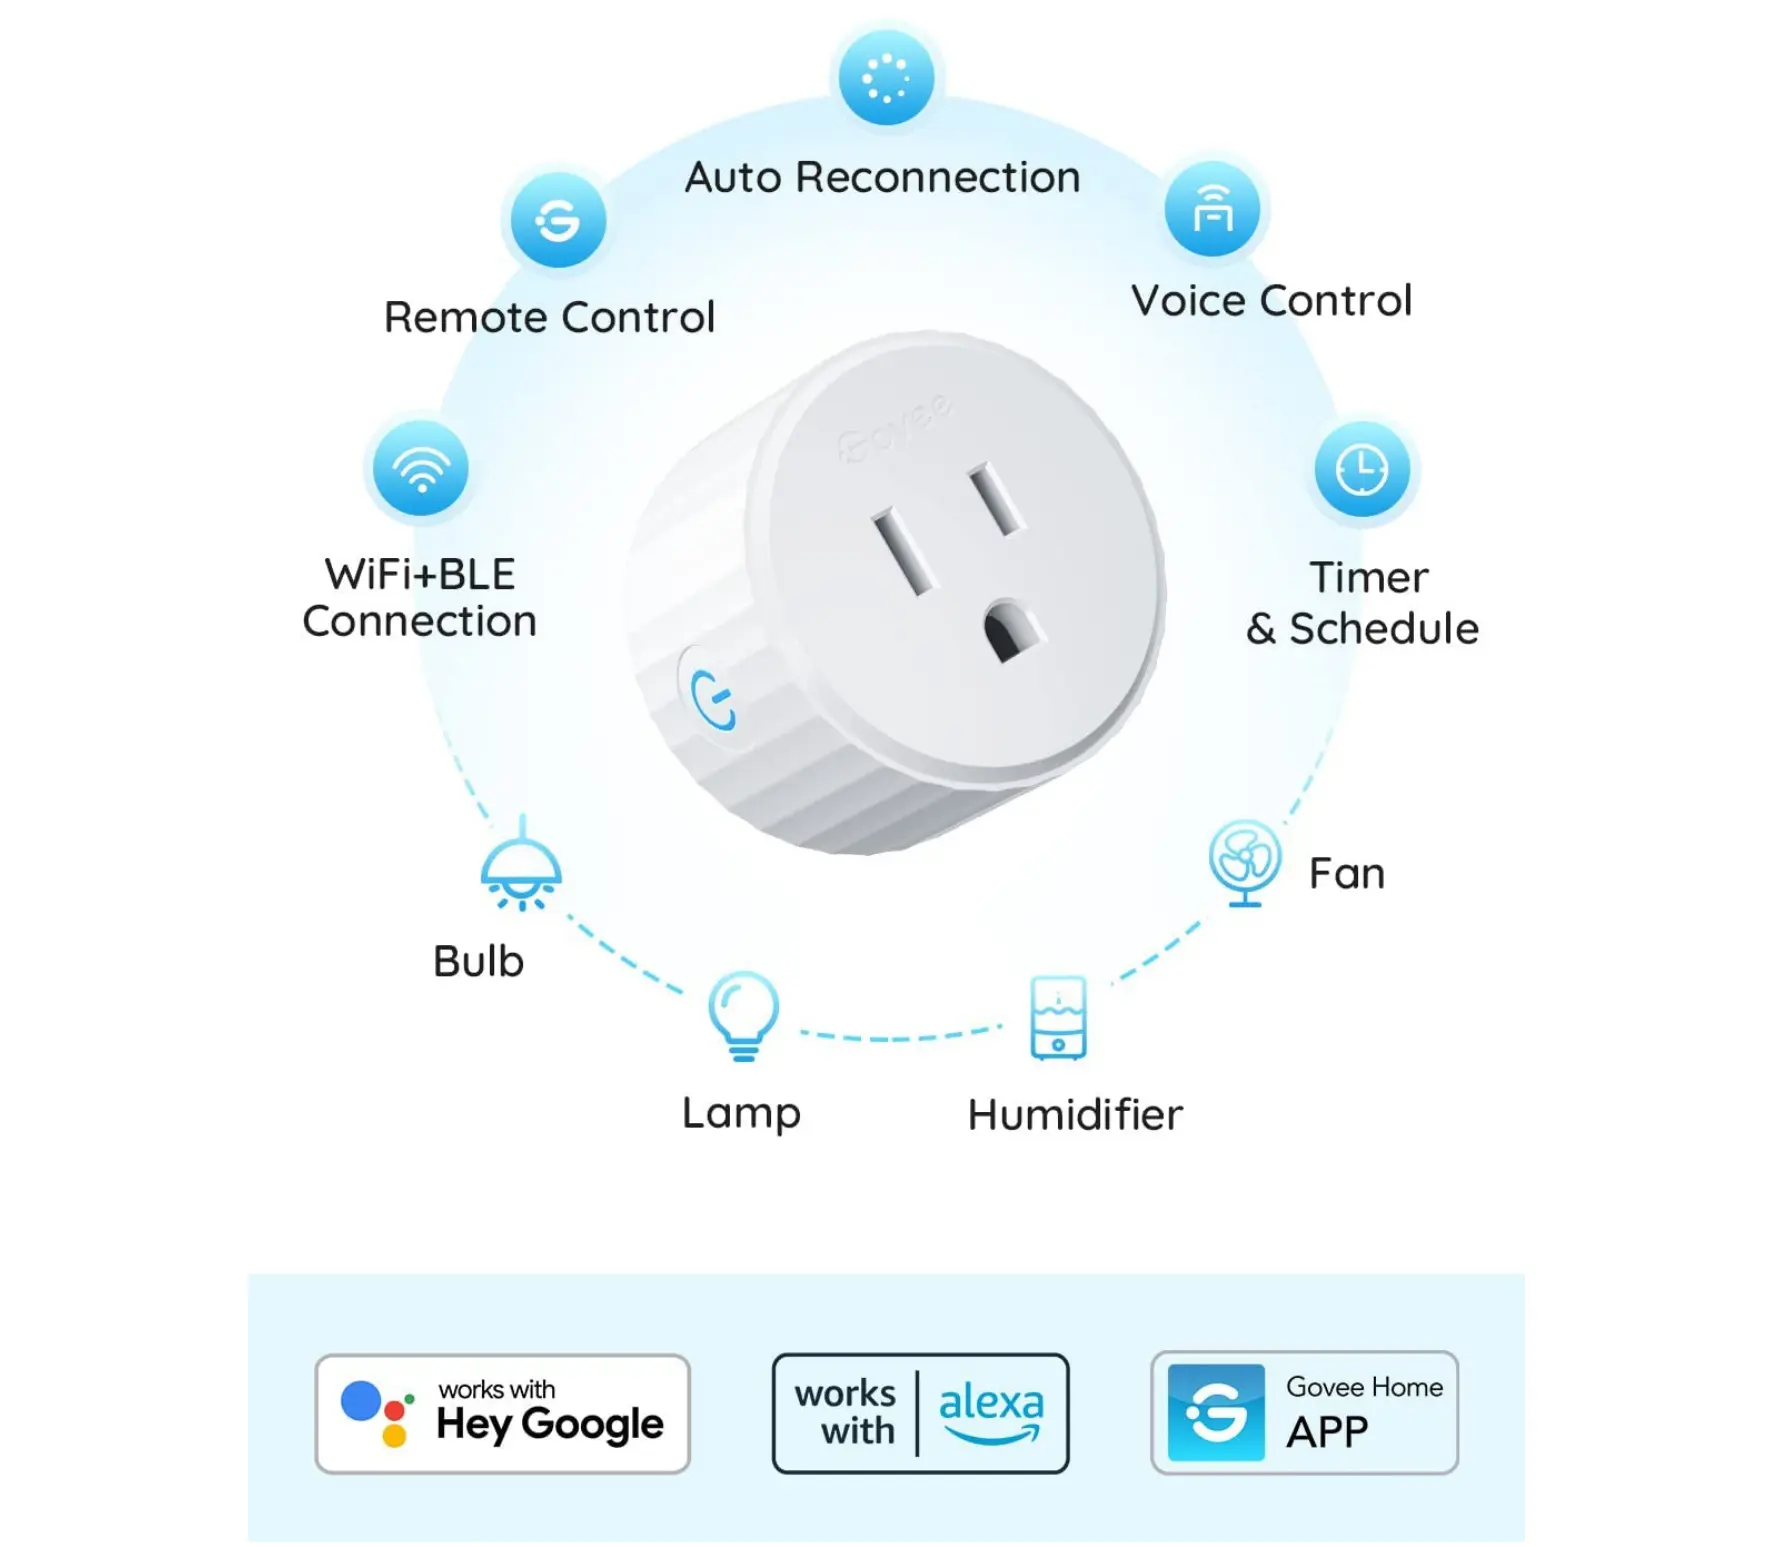 Auto Reconnection
Remote Control
Voice Control
Govee
WiFi+BLE
Connection
Timer
& Schedule
Fan
Bulb
Lamp
Humidifier
works with
Hey Google
works
with
alexa
Govee Home
APP